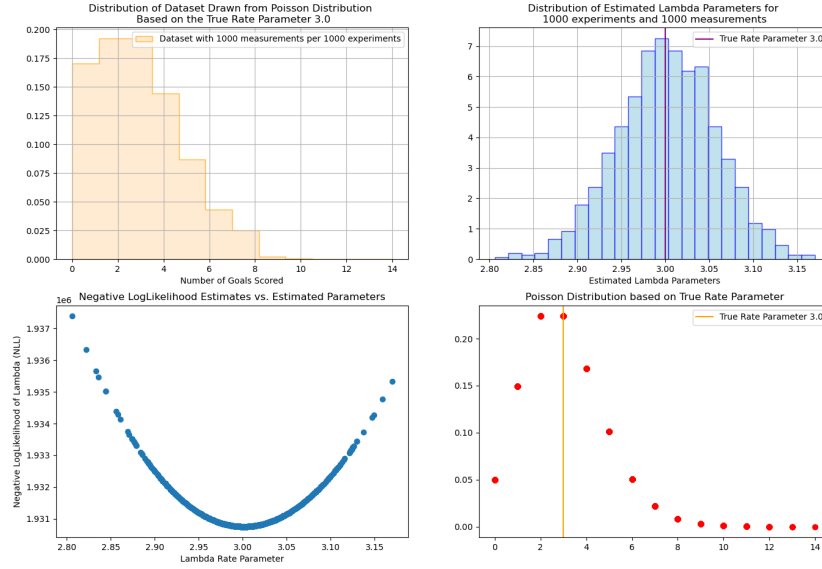 Distribution of Dataset Drawn from Poisson Distribution
Based on the True Rate Parameter 3.0
Dataset with 1000 measurements per 1000 experiments
0.200
0.175
0.150
0.125
0.100
0.075
0.050
0.025
0.000
0 2 4 6 8 10 12 14
Number of Goals Scored
Distribution of Estimated Lambda Parameters for
1000 experiments and 1000 measurements
True Rate Parameter 3.0
7
6
5
4
3
2
1
0
2.80 2.85 2.90 2.95 3.00 3.05 3.10 3.15
Estimated Lambda Parameters
Negative LogLikelihood Estimates vs. Estimated Parameters
1e6
Negative LogLikelihood of Lambda (NLL)
1.937
1.936
1.935
1.934
1.933
1.932
1.931
2.80 2.85 2.90 2.95 3.00 3.05 3.10 3.15
Lambda Rate Parameter
Poisson Distribution based on True Rate Parameter
True Rate Parameter 3.0
0.20
0.15
0.10
0.05
0.00
0 2 4 6 8 10 12 14